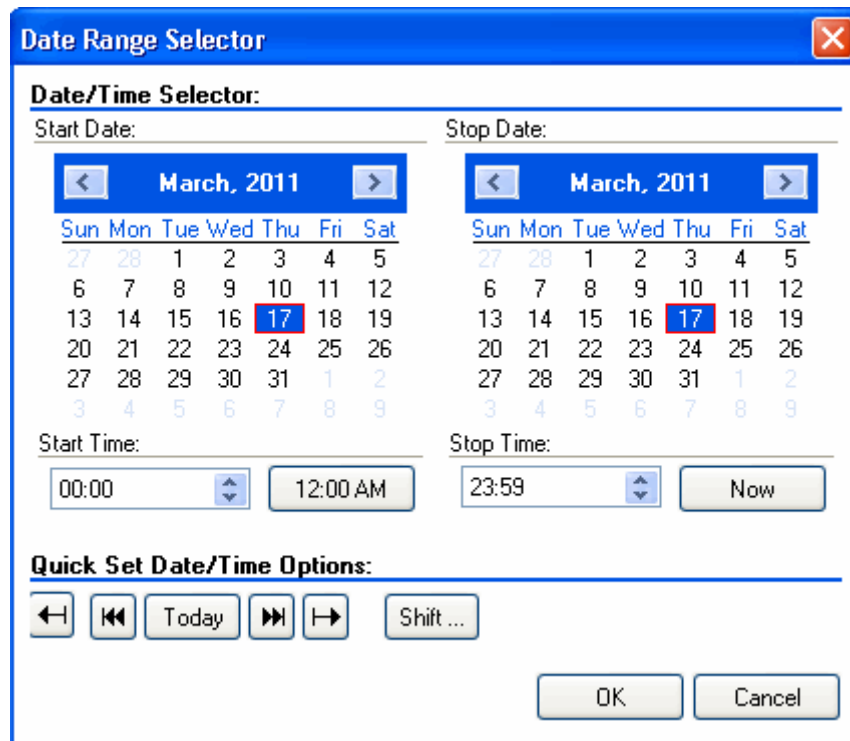 Date Range Selector
Date/Time Selector:
Start Date:
March, 2011
Sun Mon Tue Wed Thu Fri Sat
27 28 1 2 3 4 5
6 7 8 9 10 11 12
13 14 15 16 17 18 19
20 21 22 23 24 25 26
27 28 29 30 31 1 2
3 4 5 6 7 8 9
Start Time:
00:00 12:00 AM
Stop Date:
March, 2011
Sun Mon Tue Wed Thu Fri Sat
27 28 1 2 3 4 5
6 7 8 9 10 11 12
13 14 15 16 17 18 19
20 21 22 23 24 25 26
27 28 29 30 31 1 2
3 4 5 6 7 8 9
Stop Time:
23:59 Now
Quick Set Date/Time Options:
Today Shift ...
OK Cancel